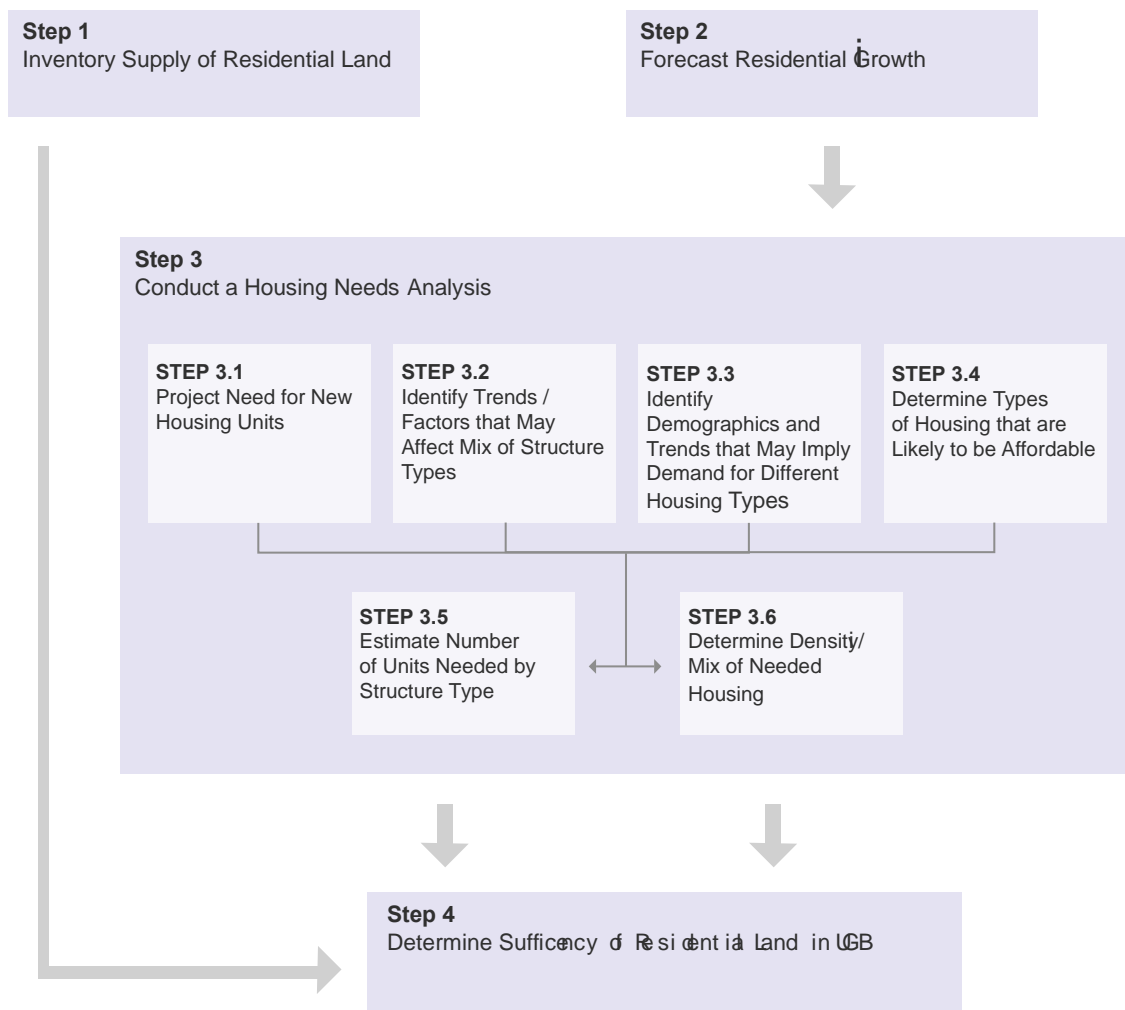 Step 1
Inventory Supply of Residential Land
Step 2
Forecast Residential Growth
Step 3
Conduct a Housing Needs Analysis
STEP 3.1
Project Need for New
Housing Units
STEP 3.2
Identify Trends /
Factors that May
Affect Mix of Structure
Types
STEP 3.3
Identify
Demographics and
Trends that May Imply
Demand for Different
Housing Types
STEP 3.4
Determine Types
of Housing that are
Likely to be Affordable
STEP 3.5
Estimate Number
of Units Needed by
Structure Type
STEP 3.6
Determine Density/
Mix of Needed
Housing
Step 4
Determine Sufficency of Residential Land in UGB